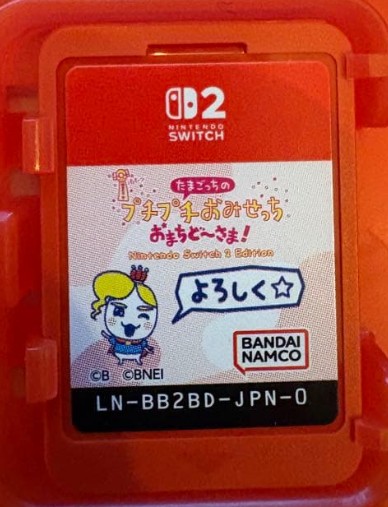 2
NINTENDO
SWITCH
たまごっちの
プチプチおみせっち
おまちど〜さま!
Nintendo Switch 2 Edition
よろしく☆
BANDAI
NAMCO
©B ©BNEI
LN-BB2BD-JPN-0